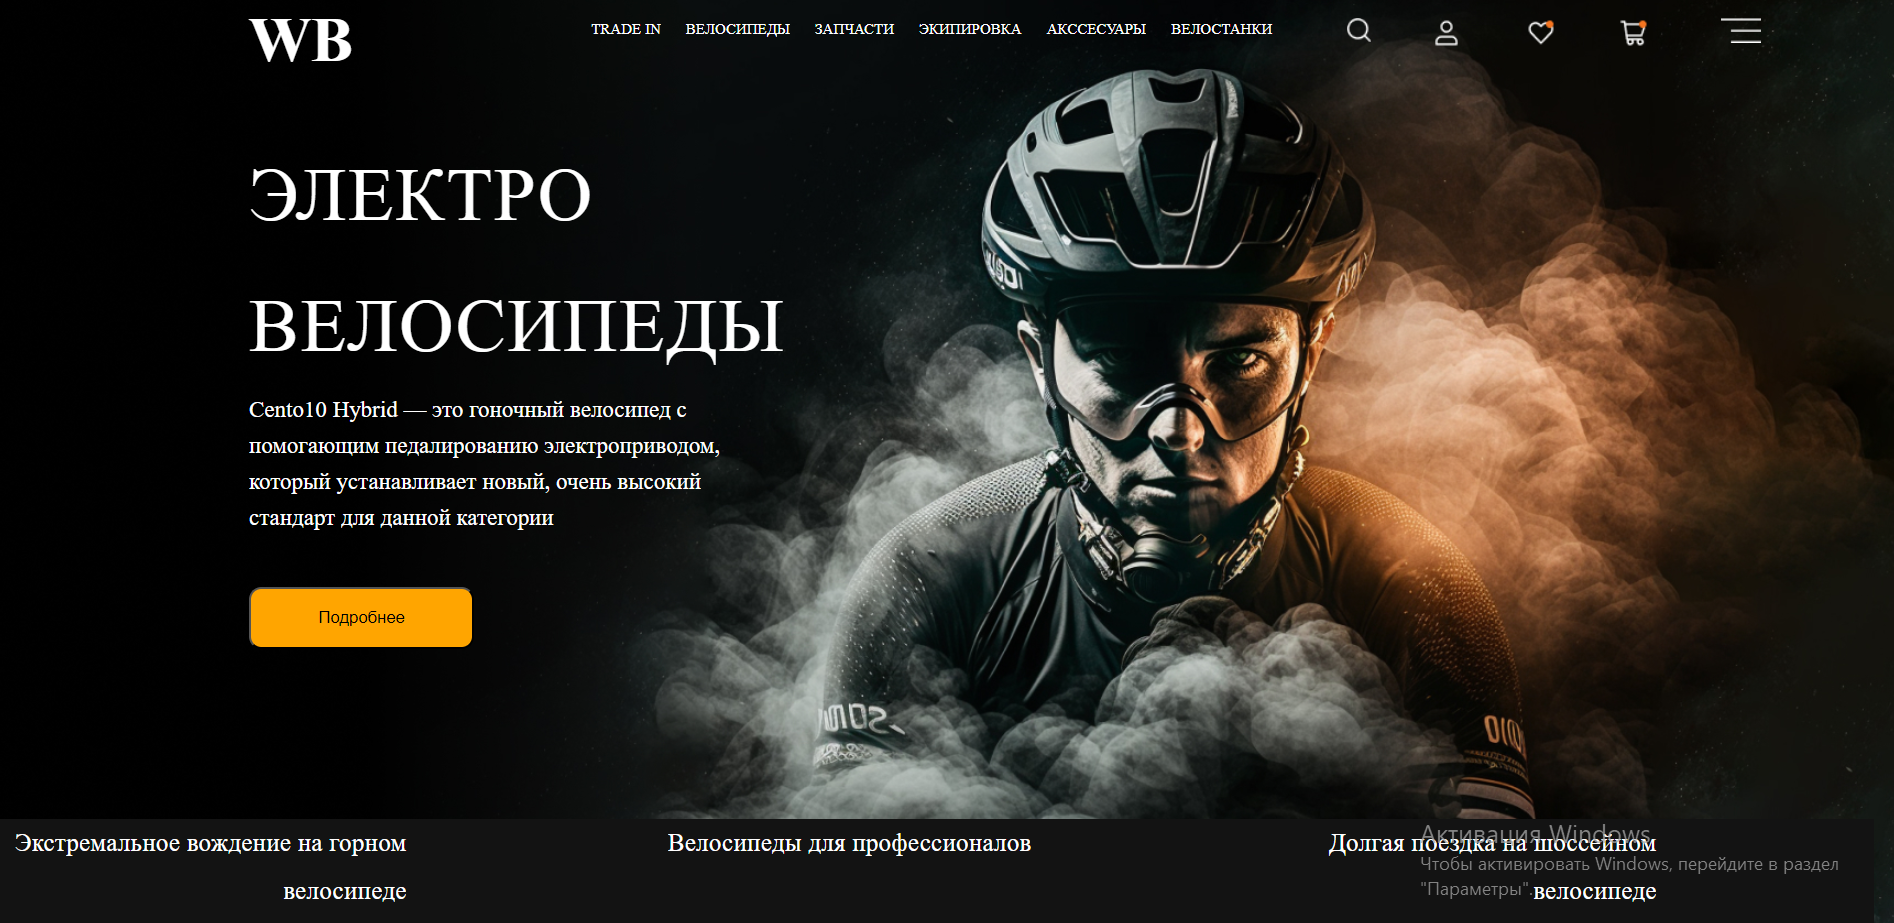 WB
TRADE IN ВЕЛОСИПЕДЫ ЗАПЧАСТИ ЭКИПИРОВКА АКССЕСУАРЫ ВЕЛОСТАНКИ
ЭЛЕКТРО
ВЕЛОСИПЕДЫ
Cento10 Hybrid — это гоночный велосипед с
помогающим педалированию электроприводом,
который устанавливает новый, очень высокий
стандарт для данной категории
Подробнее
Экстремальное вождение на горном
велосипеде
Велосипеды для профессионалов
Долгая поездка на шоссейном
велосипеде
Активация Windows
Чтобы активировать Windows, перейдите в раздел
"Параметры".